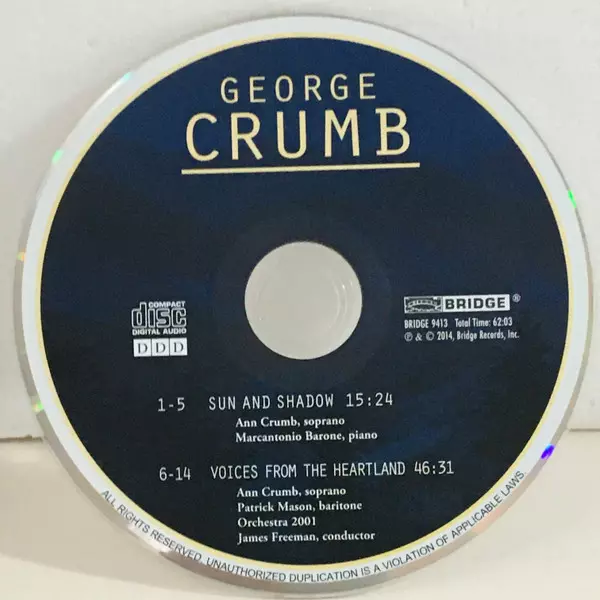 GEORGE
CRUMB
COMPACT
disc
DIGITAL AUDIO
DDD
BRIDGE ®
BRIDGE 9413 Total Time: 62:03
℗ & © 2014, Bridge Records, Inc.
1-5 SUN AND SHADOW 15:24
Ann Crumb, soprano
Marcantonio Barone, piano
6-14 VOICES FROM THE HEARTLAND 46:31
Ann Crumb, soprano
Patrick Mason, baritone
Orchestra 2001
James Freeman, conductor
ALL RIGHTS RESERVED. UNAUTHORIZED DUPLICATION IS A VIOLATION OF APPLICABLE LAWS.